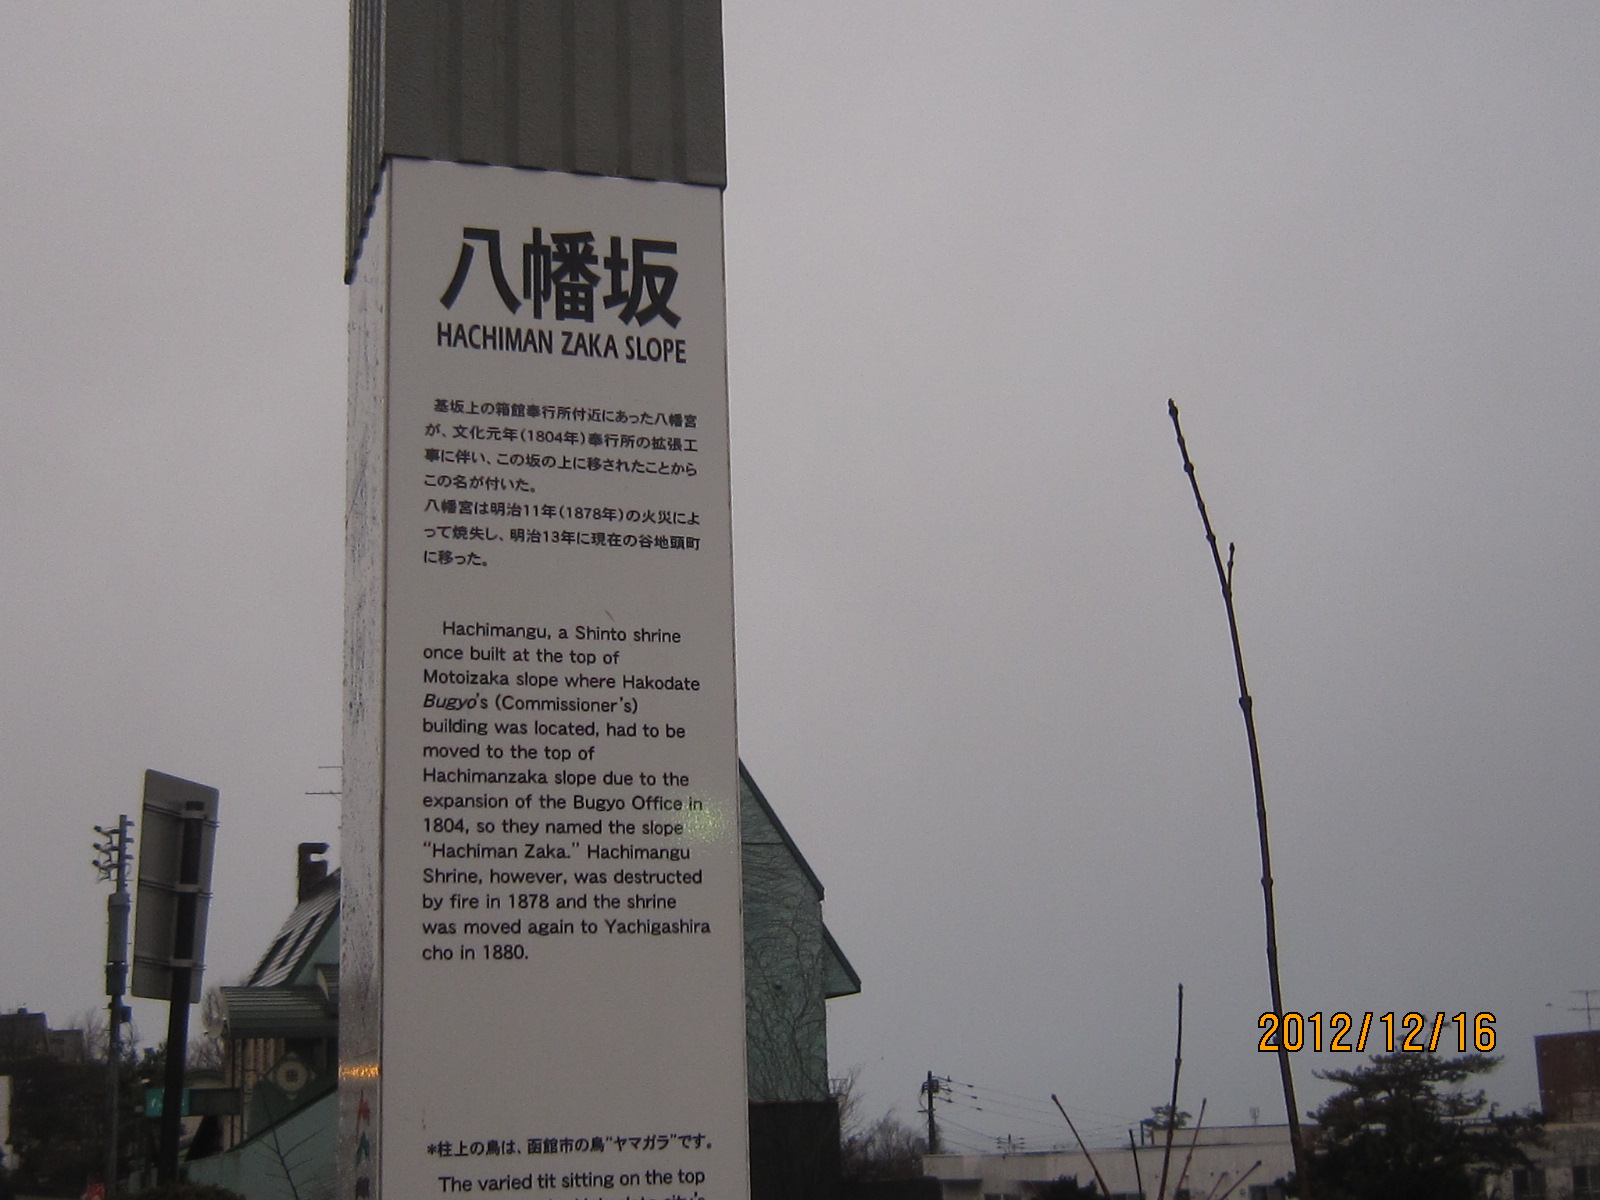 八幡坂
HACHIMAN ZAKA SLOPE
基坂上の箱館奉行所付近にあった八幡宮
が、文化元年(1804年)奉行所の拡張工
事に伴い、この坂の上に移されたことから
この名が付いた。
八幡宮は明治11年(1878年)の火災によ
って焼失し、明治13年に現在の谷地頭町
に移った。
Hachimangu, a Shinto shrine
once built at the top of
Motoizaka slope where Hakodate
Bugyo's (Commissioner's)
building was located, had to be
moved to the top of
Hachimanzaka slope due to the
expansion of the Bugyo Office in
1804, so they named the slope
“Hachiman Zaka.” Hachimangu
Shrine, however, was destructed
by fire in 1878 and the shrine
was moved again to Yachigashira
cho in 1880.
*柱上の鳥は、函館市の鳥“ヤマガラ”です。
The varied tit sitting on the top
2012/12/16